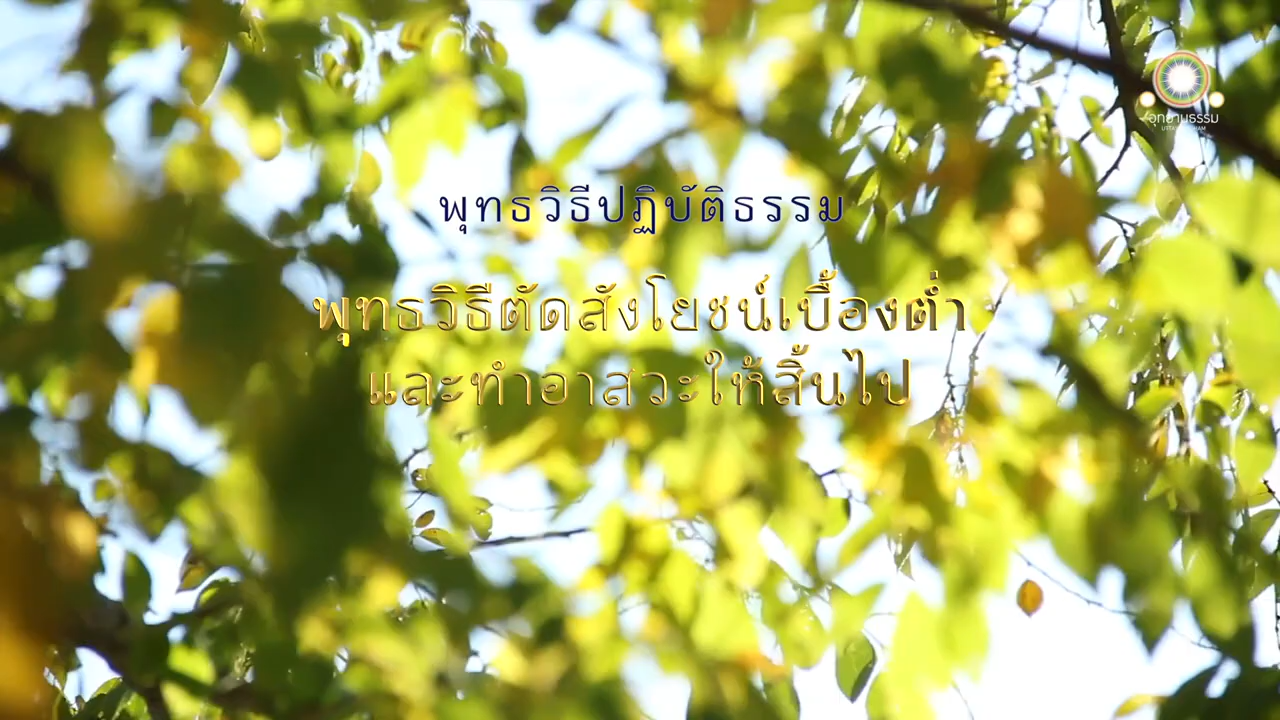 อุทยานธรรม
พุทธวิธีปฏิบัติธรรม
พุทธวิธีตัดสังโยชน์เบื้องต่ำ
และทำอาสวะให้สิ้นไป